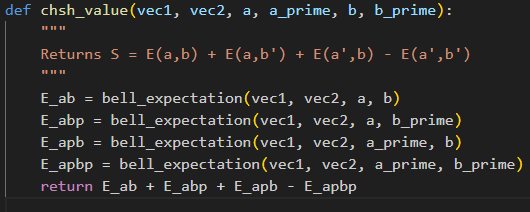 def chsh_value(vec1, vec2, a, a_prime, b, b_prime):
    """
    Returns S = E(a,b) + E(a,b') + E(a',b) - E(a',b')
    """
    E_ab = bell_expectation(vec1, vec2, a, b)
    E_abp = bell_expectation(vec1, vec2, a, b_prime)
    E_apb = bell_expectation(vec1, vec2, a_prime, b)
    E_apbp = bell_expectation(vec1, vec2, a_prime, b_prime)
    return E_ab + E_abp + E_apb - E_apbp